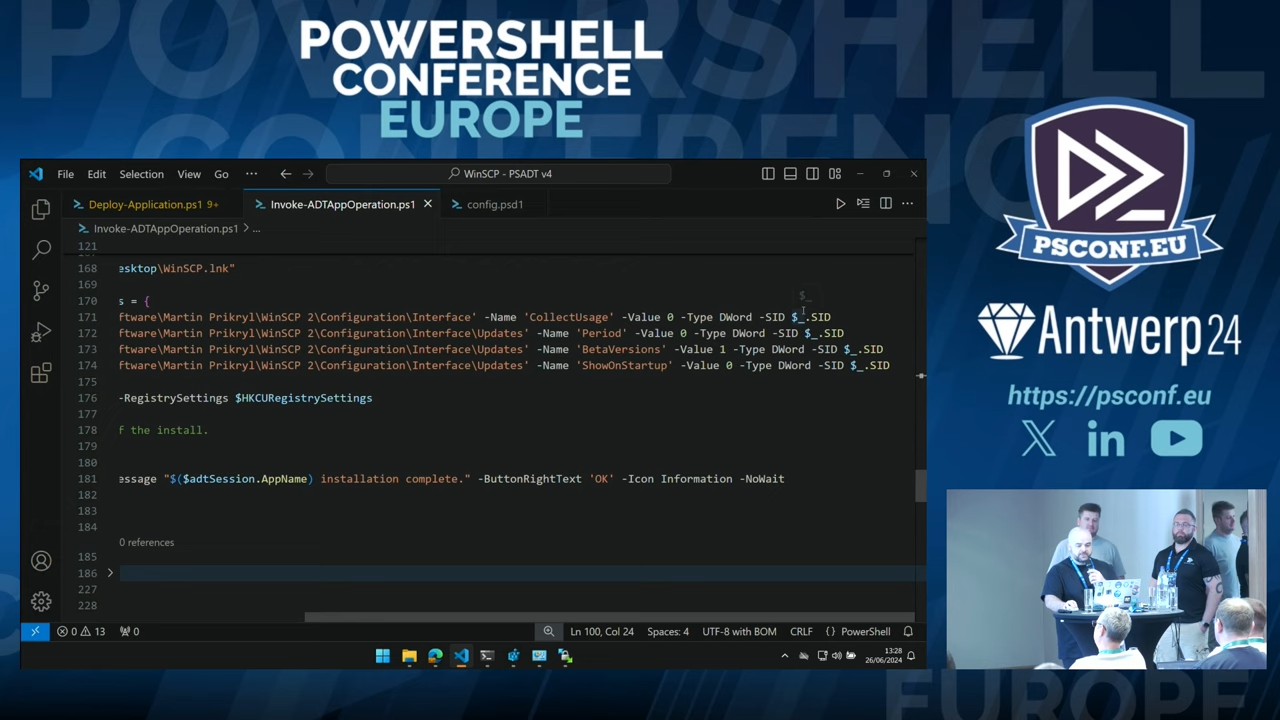 POWERSHELL
CONFERENCE
EUROPE
File Edit Selection View Go ··· WinSCP - PSADT v4
Deploy-Application.ps1 9+ Invoke-ADTAppOperation.ps1 config.psd1
Invoke-ADTAppOperation.ps1 > ...
121
168 esktop\WinSCP.lnk"
169
$_
170 s = {
171 ftware\Martin Prikryl\WinSCP 2\Configuration\Interface' -Name 'CollectUsage' -Value 0 -Type DWord -SID $_.SID
172 ftware\Martin Prikryl\WinSCP 2\Configuration\Interface\Updates' -Name 'Period' -Value 0 -Type DWord -SID $_.SID
173 ftware\Martin Prikryl\WinSCP 2\Configuration\Interface\Updates' -Name 'BetaVersions' -Value 1 -Type DWord -SID $_.SID
174 ftware\Martin Prikryl\WinSCP 2\Configuration\Interface\Updates' -Name 'ShowOnStartup' -Value 0 -Type DWord -SID $_.SID
175
176 -RegistrySettings $HKCURegistrySettings
177
178 f the install.
179
180
181 essage "$($adtSession.AppName) installation complete." -ButtonRightText 'OK' -Icon Information -NoWait
182
183
184
0 references
185
186
227
228
0 13 0 Ln 100, Col 24 Spaces: 4 UTF-8 with BOM CRLF {} PowerShell
13:28
26/06/2024
PSCONF.EU
Antwerp24
https://psconf.eu
X in
POWERSHELL
CONFERENCE
EUROPE